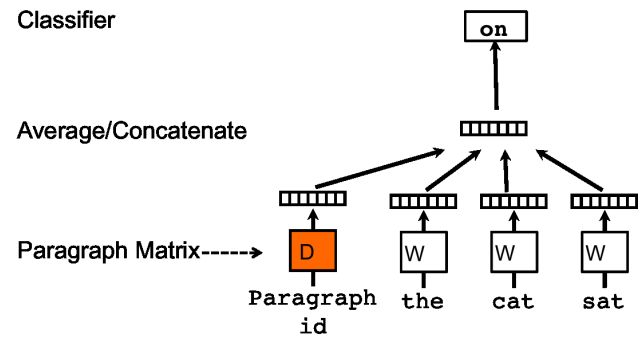 Classifier
on
Average/Concatenate
Paragraph Matrix
D
W
W
W
Paragraph
id
the
cat
sat